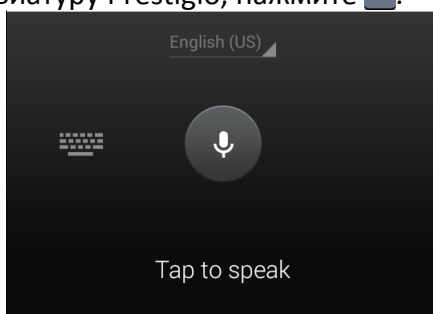 Prestigio, нажмите .
English (US)
Tap to speak